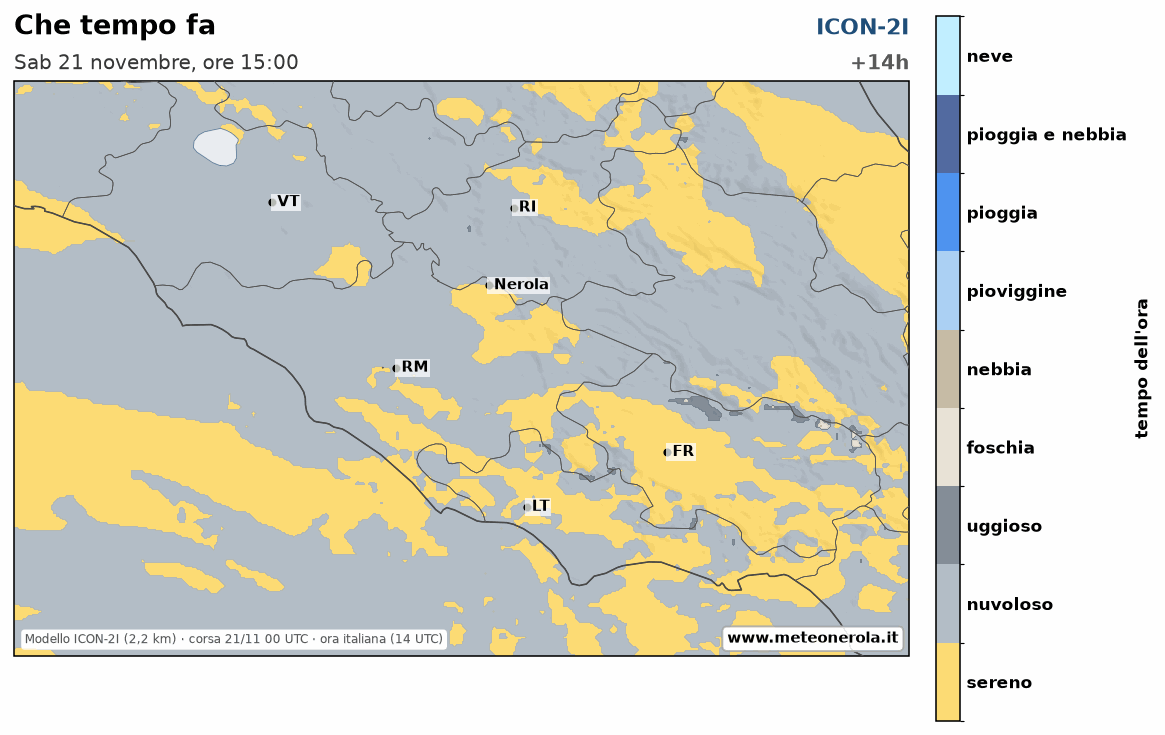 Che tempo fa
ICON-2I
Sab 21 novembre, ore 15:00
+14h
neve
pioggia e nebbia
pioggia
pioviggine
nebbia
foschia
uggioso
nuvoloso
sereno
tempo dell'ora
VT
RI
Nerola
RM
FR
LT
Modello ICON-2I (2,2 km) · corsa 21/11 00 UTC · ora italiana (14 UTC)
www.meteonerola.it